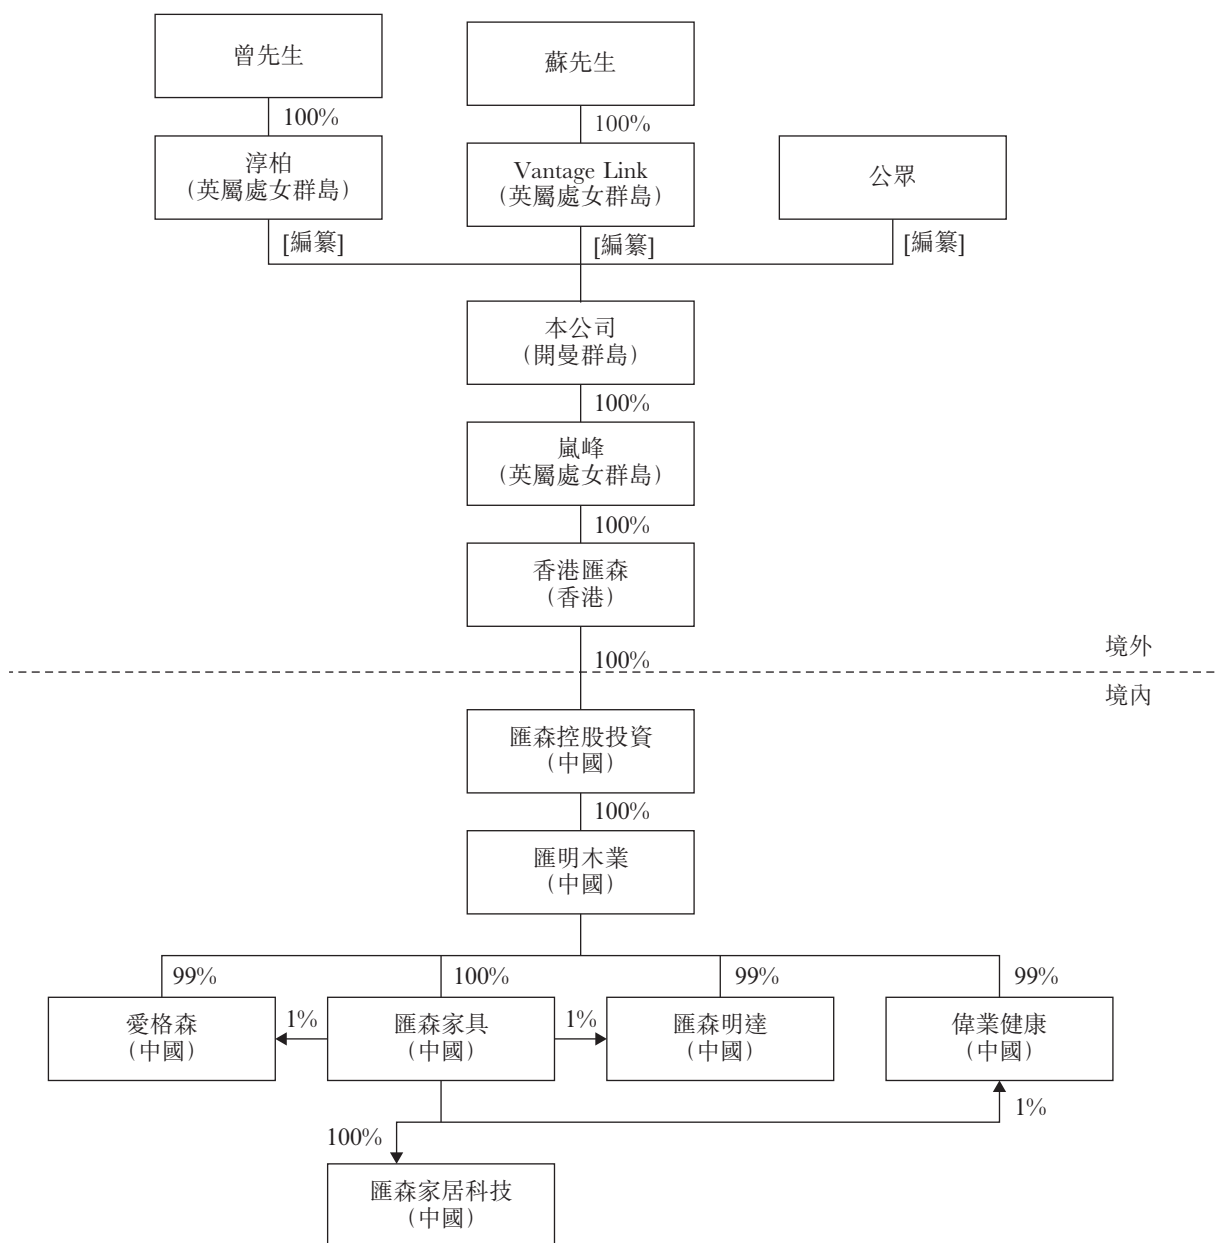 曾先生
蘇先生
100%
100%
淳柏
（英屬處女群島）
Vantage Link
（英屬處女群島）
公眾
[編纂]
[編纂]
[編纂]
本公司
（開曼群島）
100%
嵐峰
（英屬處女群島）
100%
香港匯森
（香港）
100%
境外
境內
匯森控股投資
（中國）
100%
匯明木業
（中國）
99%
100%
99%
99%
愛格森
（中國）
1%
匯森家具
（中國）
1%
匯森明達
（中國）
偉業健康
（中國）
1%
100%
匯森家居科技
（中國）